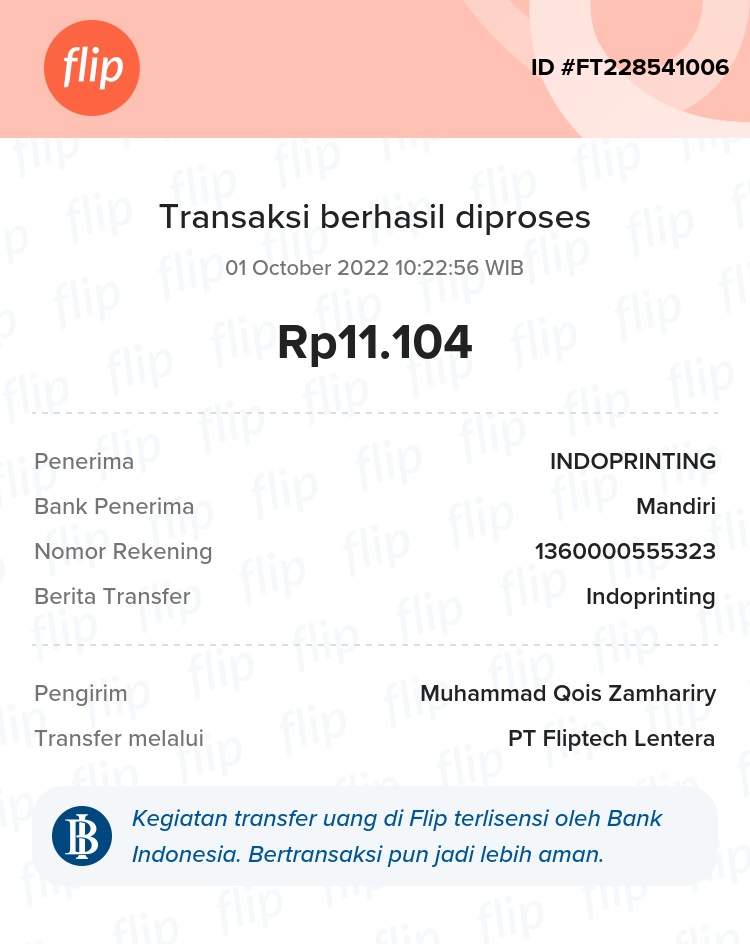 flip
ID #FT228541006
Transaksi berhasil diproses
01 October 2022 10:22:56 WIB
Rp11.104
Penerima INDOPRINTING
Bank Penerima Mandiri
Nomor Rekening 1360000555323
Berita Transfer Indoprinting
Pengirim Muhammad Qois Zamhariry
Transfer melalui PT Fliptech Lentera
Kegiatan transfer uang di Flip terlisensi oleh Bank
Indonesia. Bertransaksi pun jadi lebih aman.